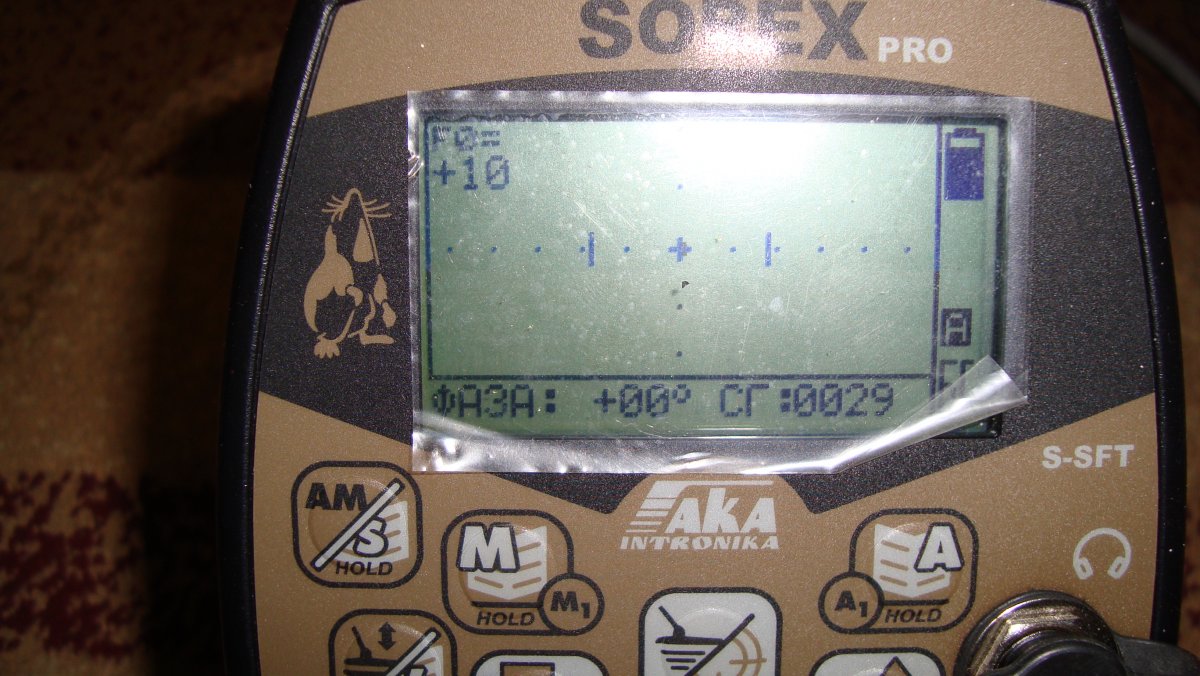 SOREX PRO
F0=
+10
A
ФАЗА: +00° СГ:0029
S-SFT
AKA
INTRONIKA
AM/S
HOLD
M
HOLD M1
A
A1 HOLD